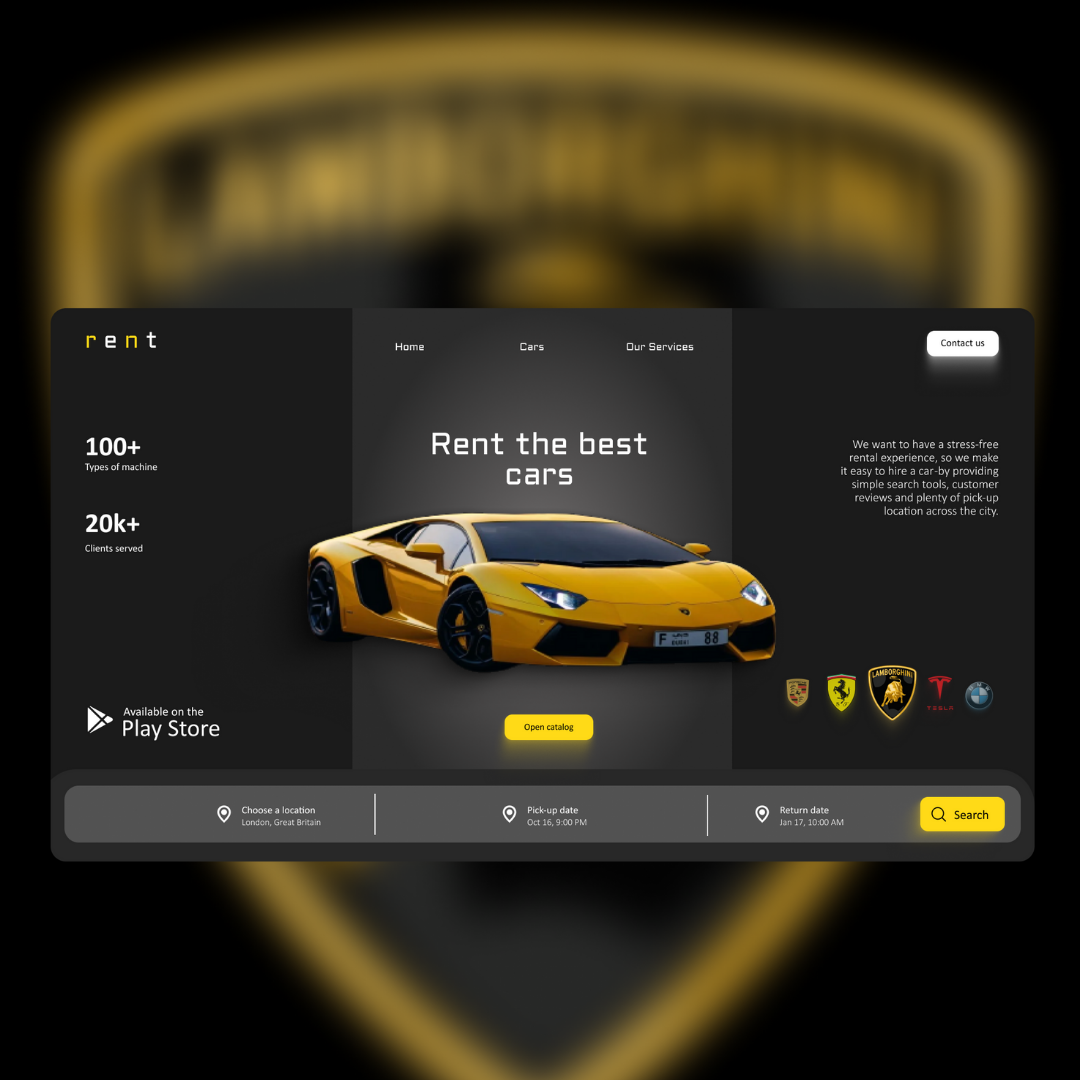 LAMBORGHINI
rent
Home
Cars
Our Services
Contact us
Rent the best
cars
100+
Types of machine
20k+
Clients served
We want to have a stress-free
rental experience, so we make
it easy to hire a car-by providing
simple search tools, customer
reviews and plenty of pick-up
location across the city.
F 88
DUBAI
LAMBORGHINI
TESLA
Available on the
Play Store
Open catalog
Choose a location
London, Great Britain
Pick-up date
Oct 16, 9:00 PM
Return date
Jan 17, 10:00 AM
Search